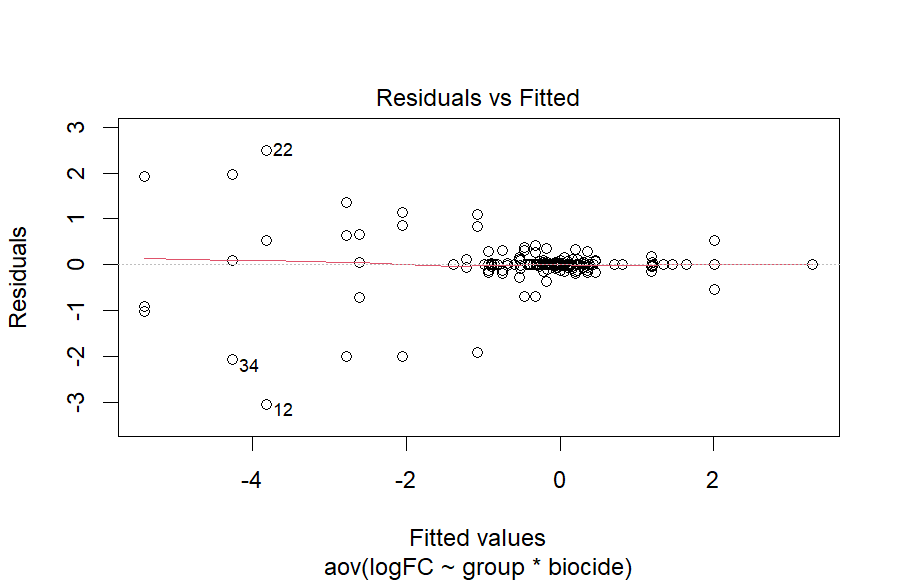 Residuals vs Fitted
3
2
1
0
-1
-2
-3
Residuals
22
34
12
-4 -2 0 2
Fitted values
aov(logFC ~ group * biocide)